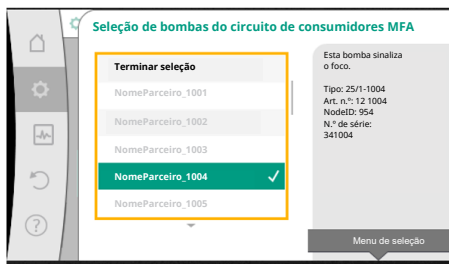 Seleção de bombas do circuito de consumidores MFA
Terminar seleção
NomeParceiro_1001
NomeParceiro_1002
NomeParceiro_1003
NomeParceiro_1004
NomeParceiro_1005
Esta bomba sinaliza
o foco.
Tipo: 25/1-1004
Art. n.º: 12 1004
NodeID: 954
N.º de série:
341004
Menu de seleção